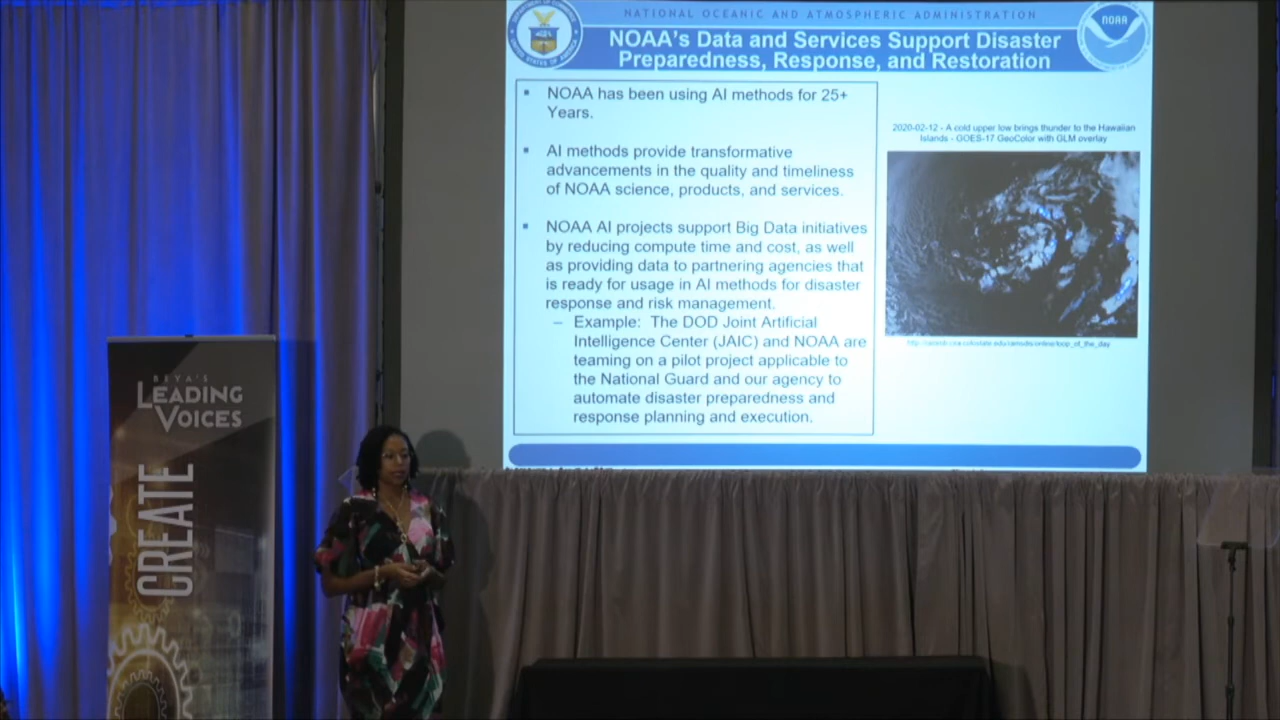 NATIONAL OCEANIC AND ATMOSPHERIC ADMINISTRATION
NOAA's Data and Services Support Disaster
Preparedness, Response, and Restoration
NOAA
NOAA has been using AI methods for 25+
Years.
AI methods provide transformative
advancements in the quality and timeliness
of NOAA science, products, and services.
NOAA AI projects support Big Data initiatives
by reducing compute time and cost, as well
as providing data to partnering agencies that
is ready for usage in AI methods for disaster
response and risk management.
– Example: The DOD Joint Artificial
Intelligence Center (JAIC) and NOAA are
teaming on a pilot project applicable to
the National Guard and our agency to
automate disaster preparedness and
response planning and execution.
2020-02-12 - A cold upper low brings thunder to the Hawaiian
Islands - GOES-17 GeoColor with GLM overlay
BEYA'S
LEADING
VOICES
CREATE